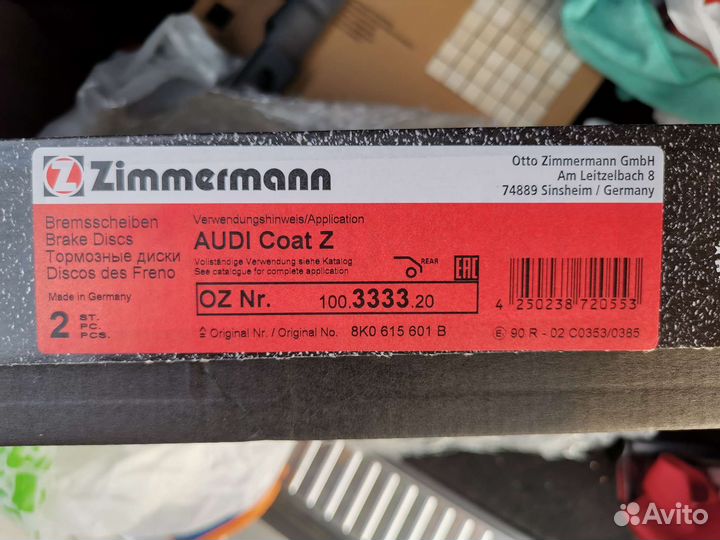 Zimmermann
Otto Zimmermann GmbH
Am Leitzelbach 8
74889 Sinsheim / Germany
Bremsscheiben
Brake Discs
Тормозные диски
Discos des Freno
Made in Germany
2 ST.
PC.
PCS.
Verwendungshinweis/Application
AUDI Coat Z
Vollständige Verwendung siehe Katalog
See catalogue for complete application
REAR
EAC
OZ Nr. 100.3333.20
Original Nr. / Original No. 8K0 615 601 B
4 250238 720553
E 90 R - 02 C0353/0385
Avito